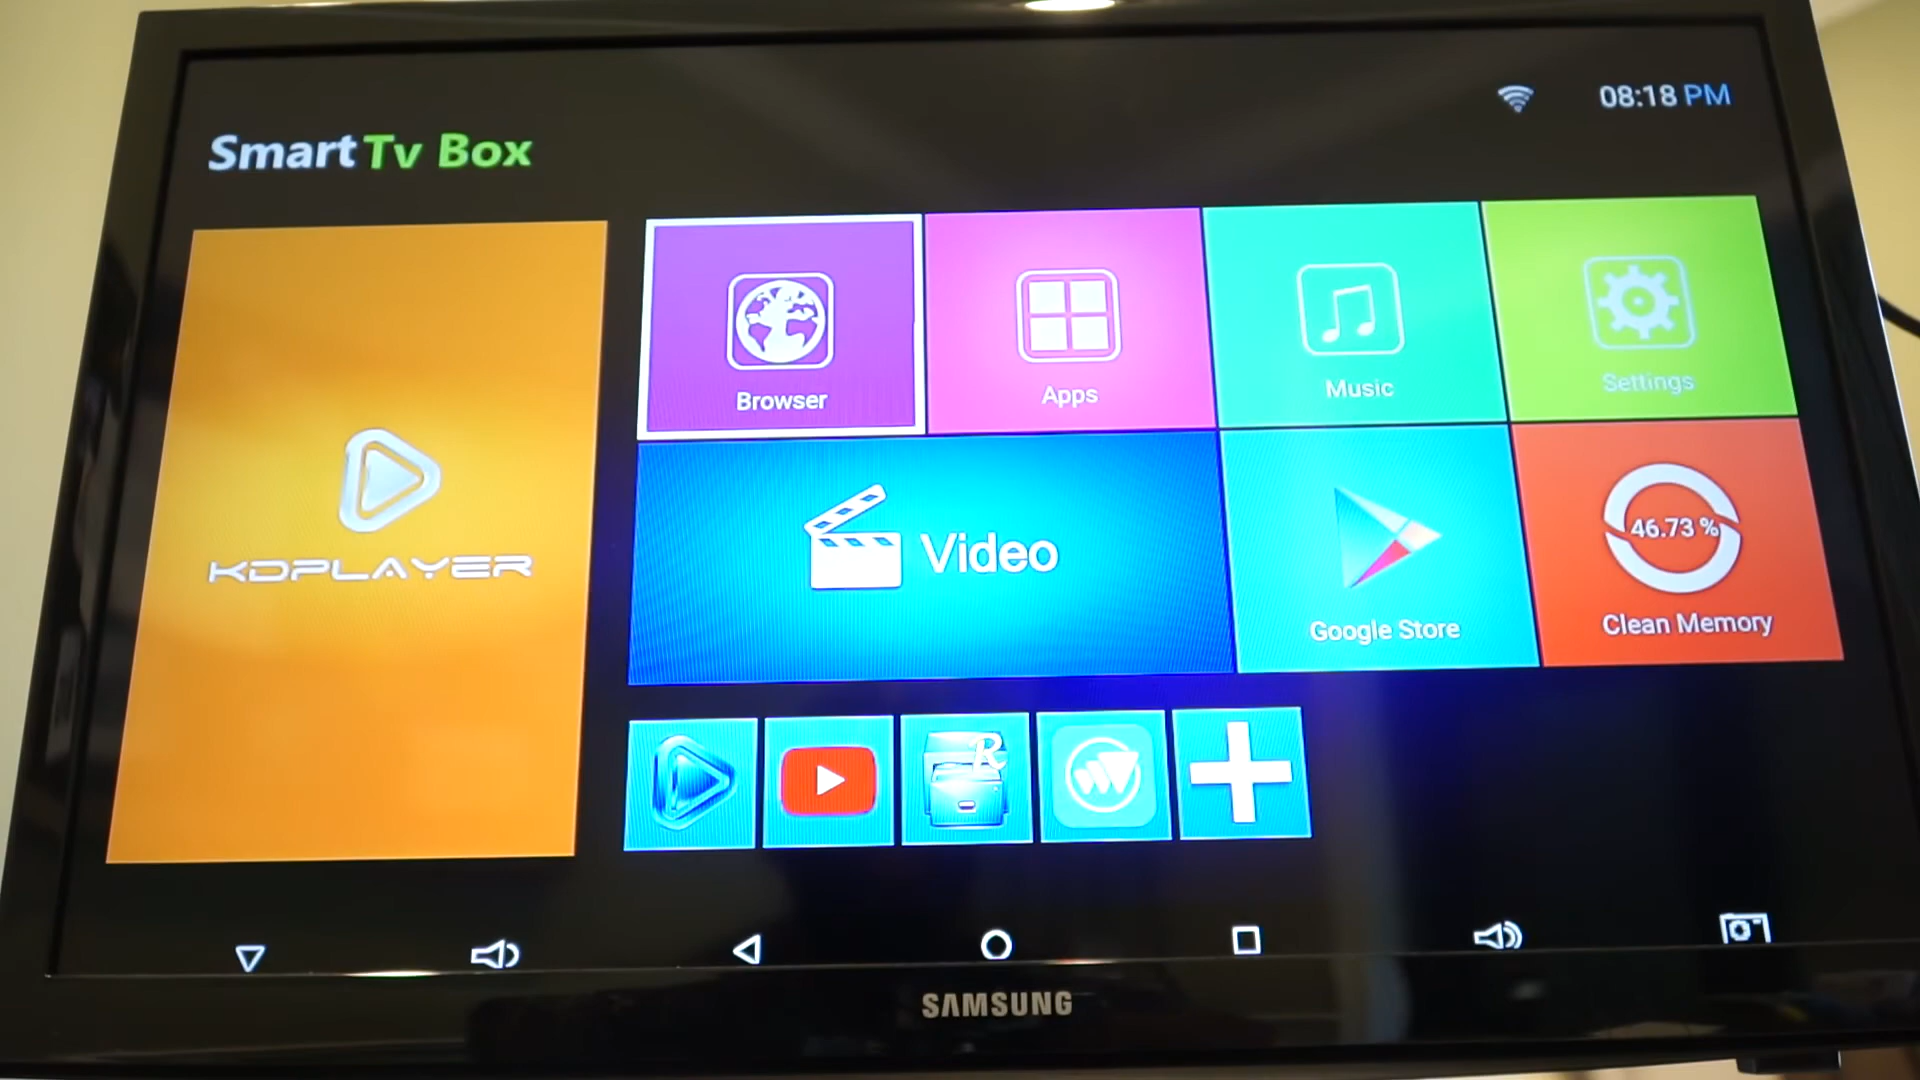 08:18 PM
Smart Tv Box
Browser
Apps
Music
Settings
KDPLAYER
Video
Google Store
46.73 %
Clean Memory
R
SAMSUNG